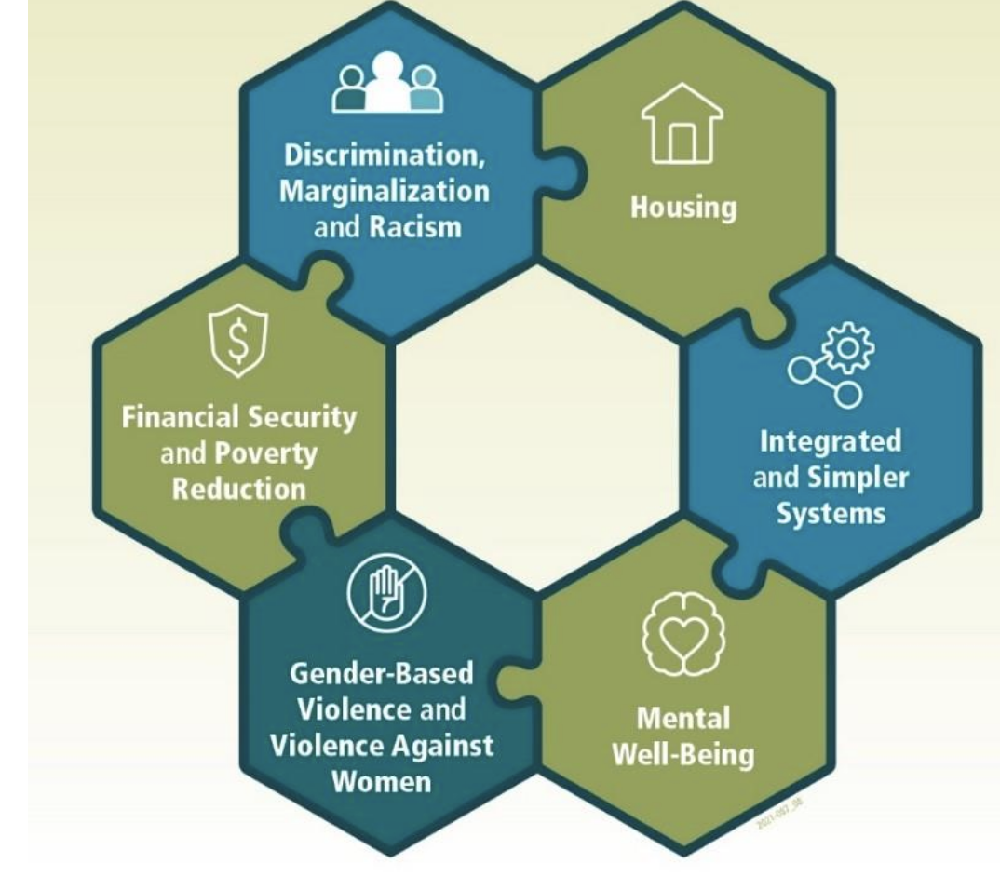 Discrimination,
Marginalization
and Racism
Housing
Financial Security
and Poverty
Reduction
$
Integrated
and Simpler
Systems
Gender-Based
Violence and
Violence Against
Women
Mental
Well-Being